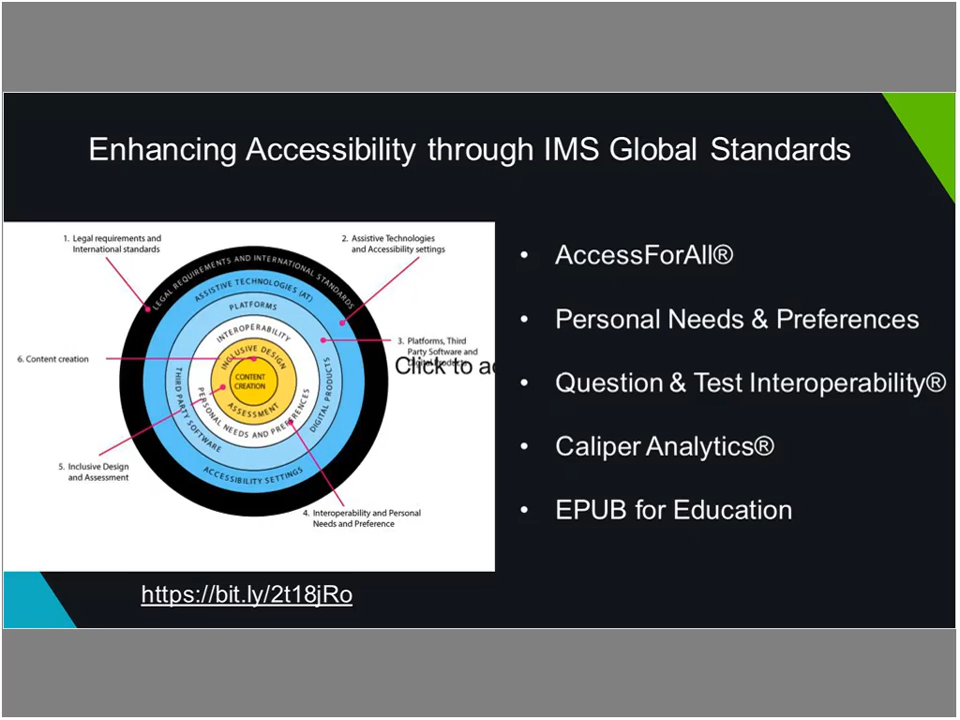 Enhancing Accessibility through IMS Global Standards
1. Legal requirements and
International standards
2. Assistive Technologies
and Accessibility settings
LEGAL REQUIREMENTS AND INTERNATIONAL STANDARDS
ASSISTIVE TECHNOLOGIES (AT)
PLATFORMS
INTEROPERABILITY
INCLUSIVE DESIGN
CONTENT
CREATION
ASSESSMENT
PERSONAL NEEDS AND PREFERENCES
THIRD PARTY SOFTWARE
DIGITAL PRODUCTS
ACCESSIBILITY SETTINGS
3. Platforms, Third
Party Software and
Click to ac
6. Content creation
5. Inclusive Design
and Assessment
4. Interoperability and Personal
Needs and Preference
• AccessForAll®
• Personal Needs & Preferences
• Question & Test Interoperability®
• Caliper Analytics®
• EPUB for Education
https://bit.ly/2t18jRo